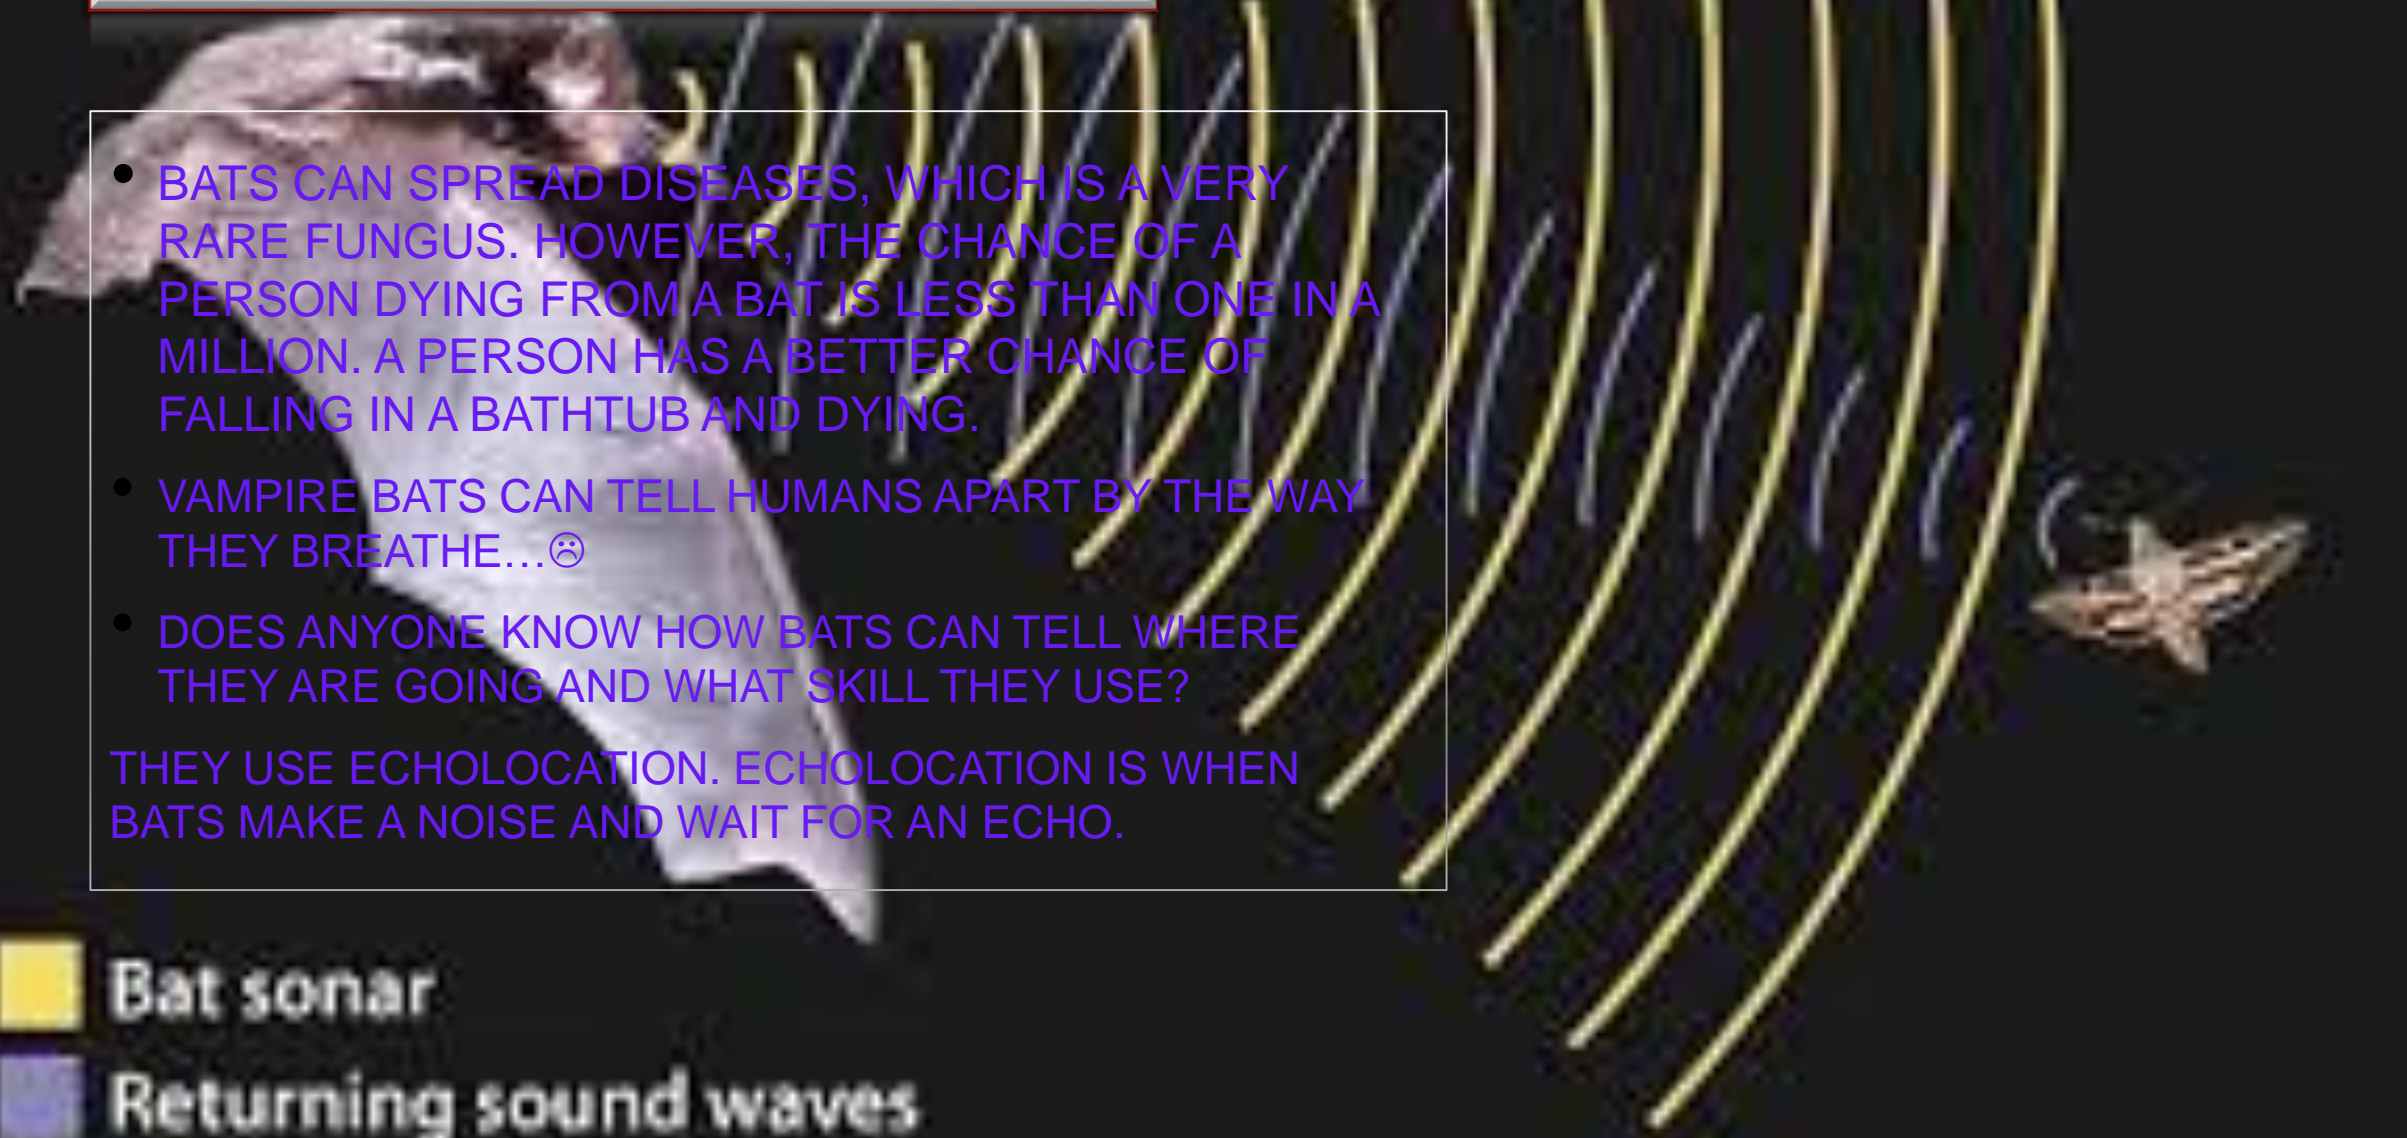 • BATS CAN SPREAD DISEASES, WHICH IS A VERY
RARE FUNGUS. HOWEVER, THE CHANCE OF A
PERSON DYING FROM A BAT IS LESS THAN ONE IN A
MILLION. A PERSON HAS A BETTER CHANCE OF
FALLING IN A BATHTUB AND DYING.
• VAMPIRE BATS CAN TELL HUMANS APART BY THE WAY
THEY BREATHE…☹
• DOES ANYONE KNOW HOW BATS CAN TELL WHERE
THEY ARE GOING AND WHAT SKILL THEY USE?
THEY USE ECHOLOCATION. ECHOLOCATION IS WHEN
BATS MAKE A NOISE AND WAIT FOR AN ECHO.
Bat sonar
Returning sound waves